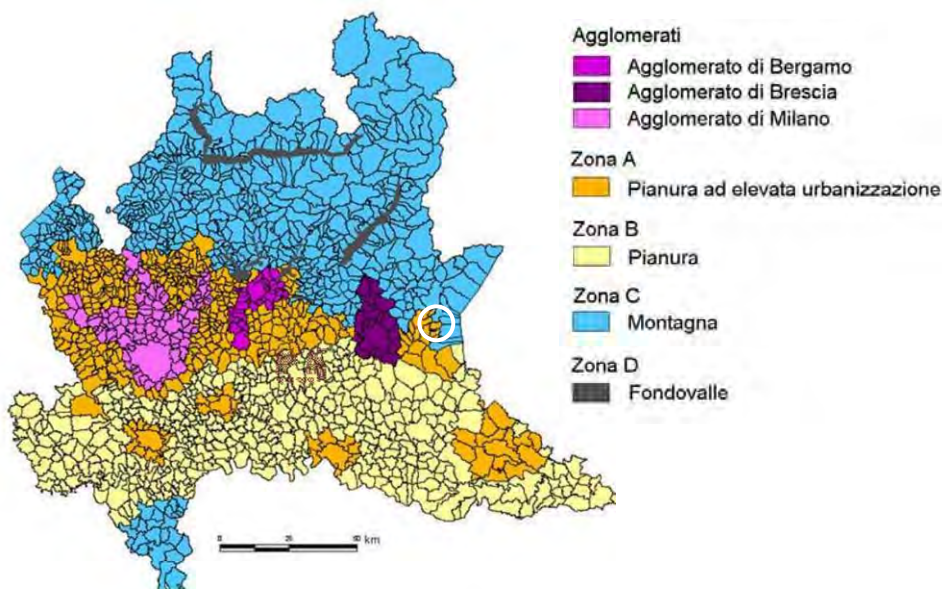 Agglomerati
Agglomerato di Bergamo
Agglomerato di Brescia
Agglomerato di Milano
Zona A
Pianura ad elevata urbanizzazione
Zona B
Pianura
Zona C
Montagna
Zona D
Fondovalle
km